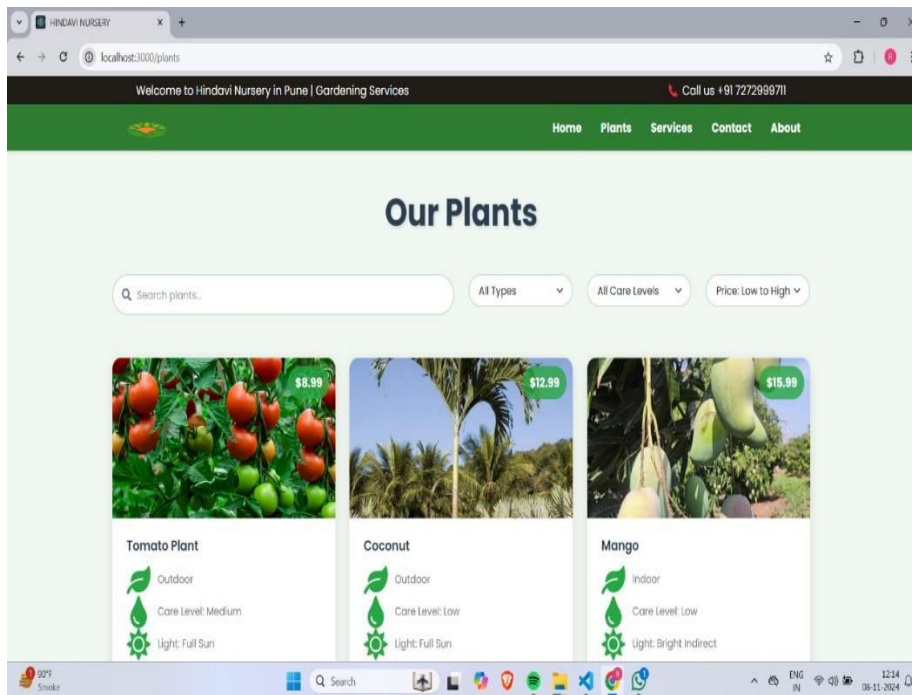 HINDAVI NURSERY
localhost:3000/plants
Welcome to Hindavi Nursery in Pune | Gardening Services
Call us +91 7272999711
Home Plants Services Contact About
Our Plants
Search plants...
All Types
All Care Levels
Price: Low to High
$8.99
$12.99
$15.99
Tomato Plant
Outdoor
Care Level: Medium
Light: Full Sun
Coconut
Outdoor
Care Level: Low
Light: Full Sun
Mango
Indoor
Care Level: Low
Light: Bright Indirect
90°F
Smoke
Search
ENG
IN
12:14
08-11-2024